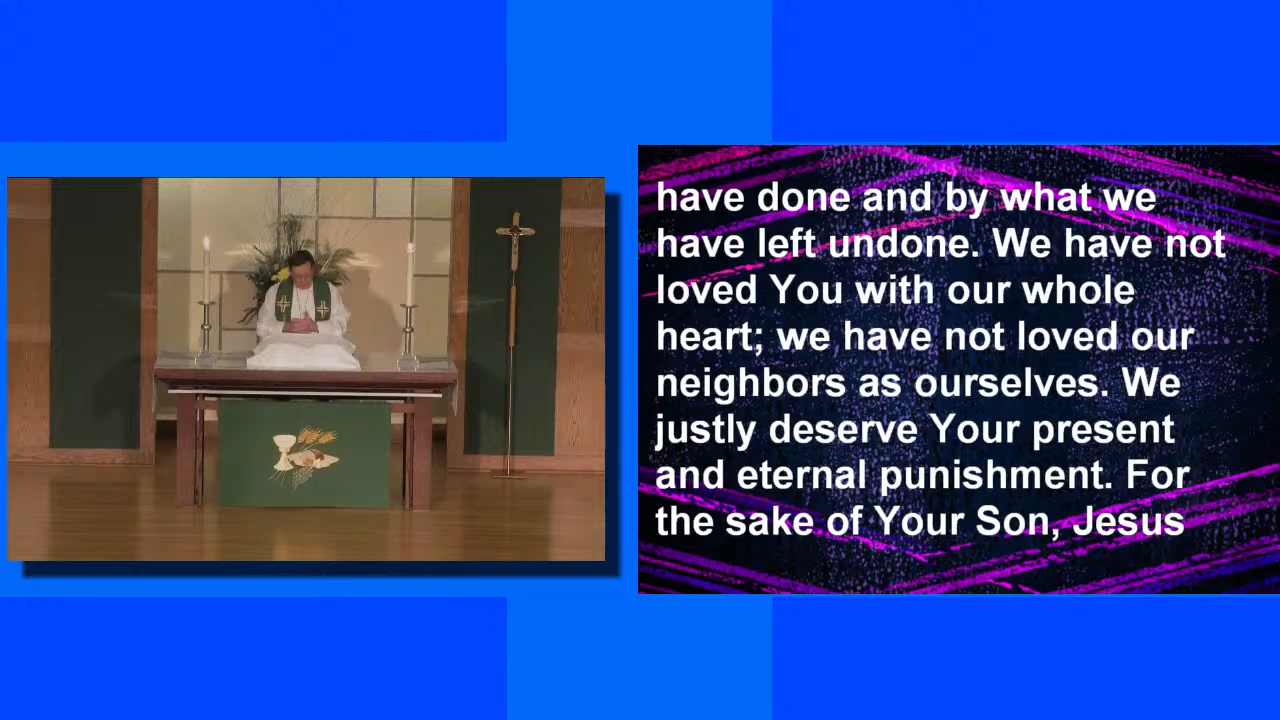 have done and by what we
have left undone. We have not
loved You with our whole
heart; we have not loved our
neighbors as ourselves. We
justly deserve Your present
and eternal punishment. For
the sake of Your Son, Jesus